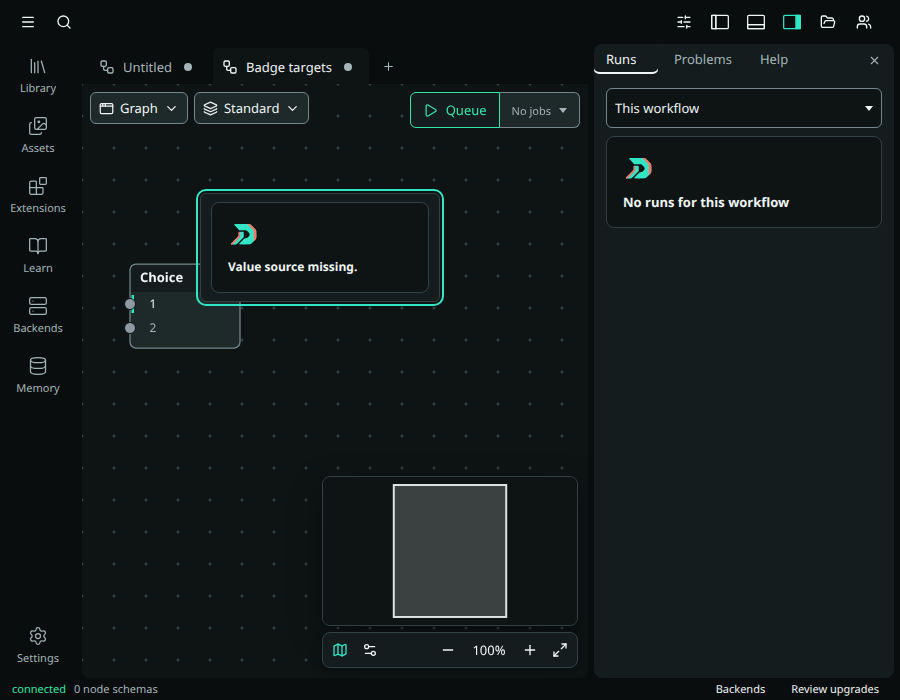 Untitled
Badge targets
Runs
Problems
Help
Library
Assets
Extensions
Learn
Backends
Memory
Settings
Graph
Standard
Queue
No jobs
This workflow
No runs for this workflow
Value source missing.
Choice
1
2
100%
connected
0 node schemas
Backends
Review upgrades